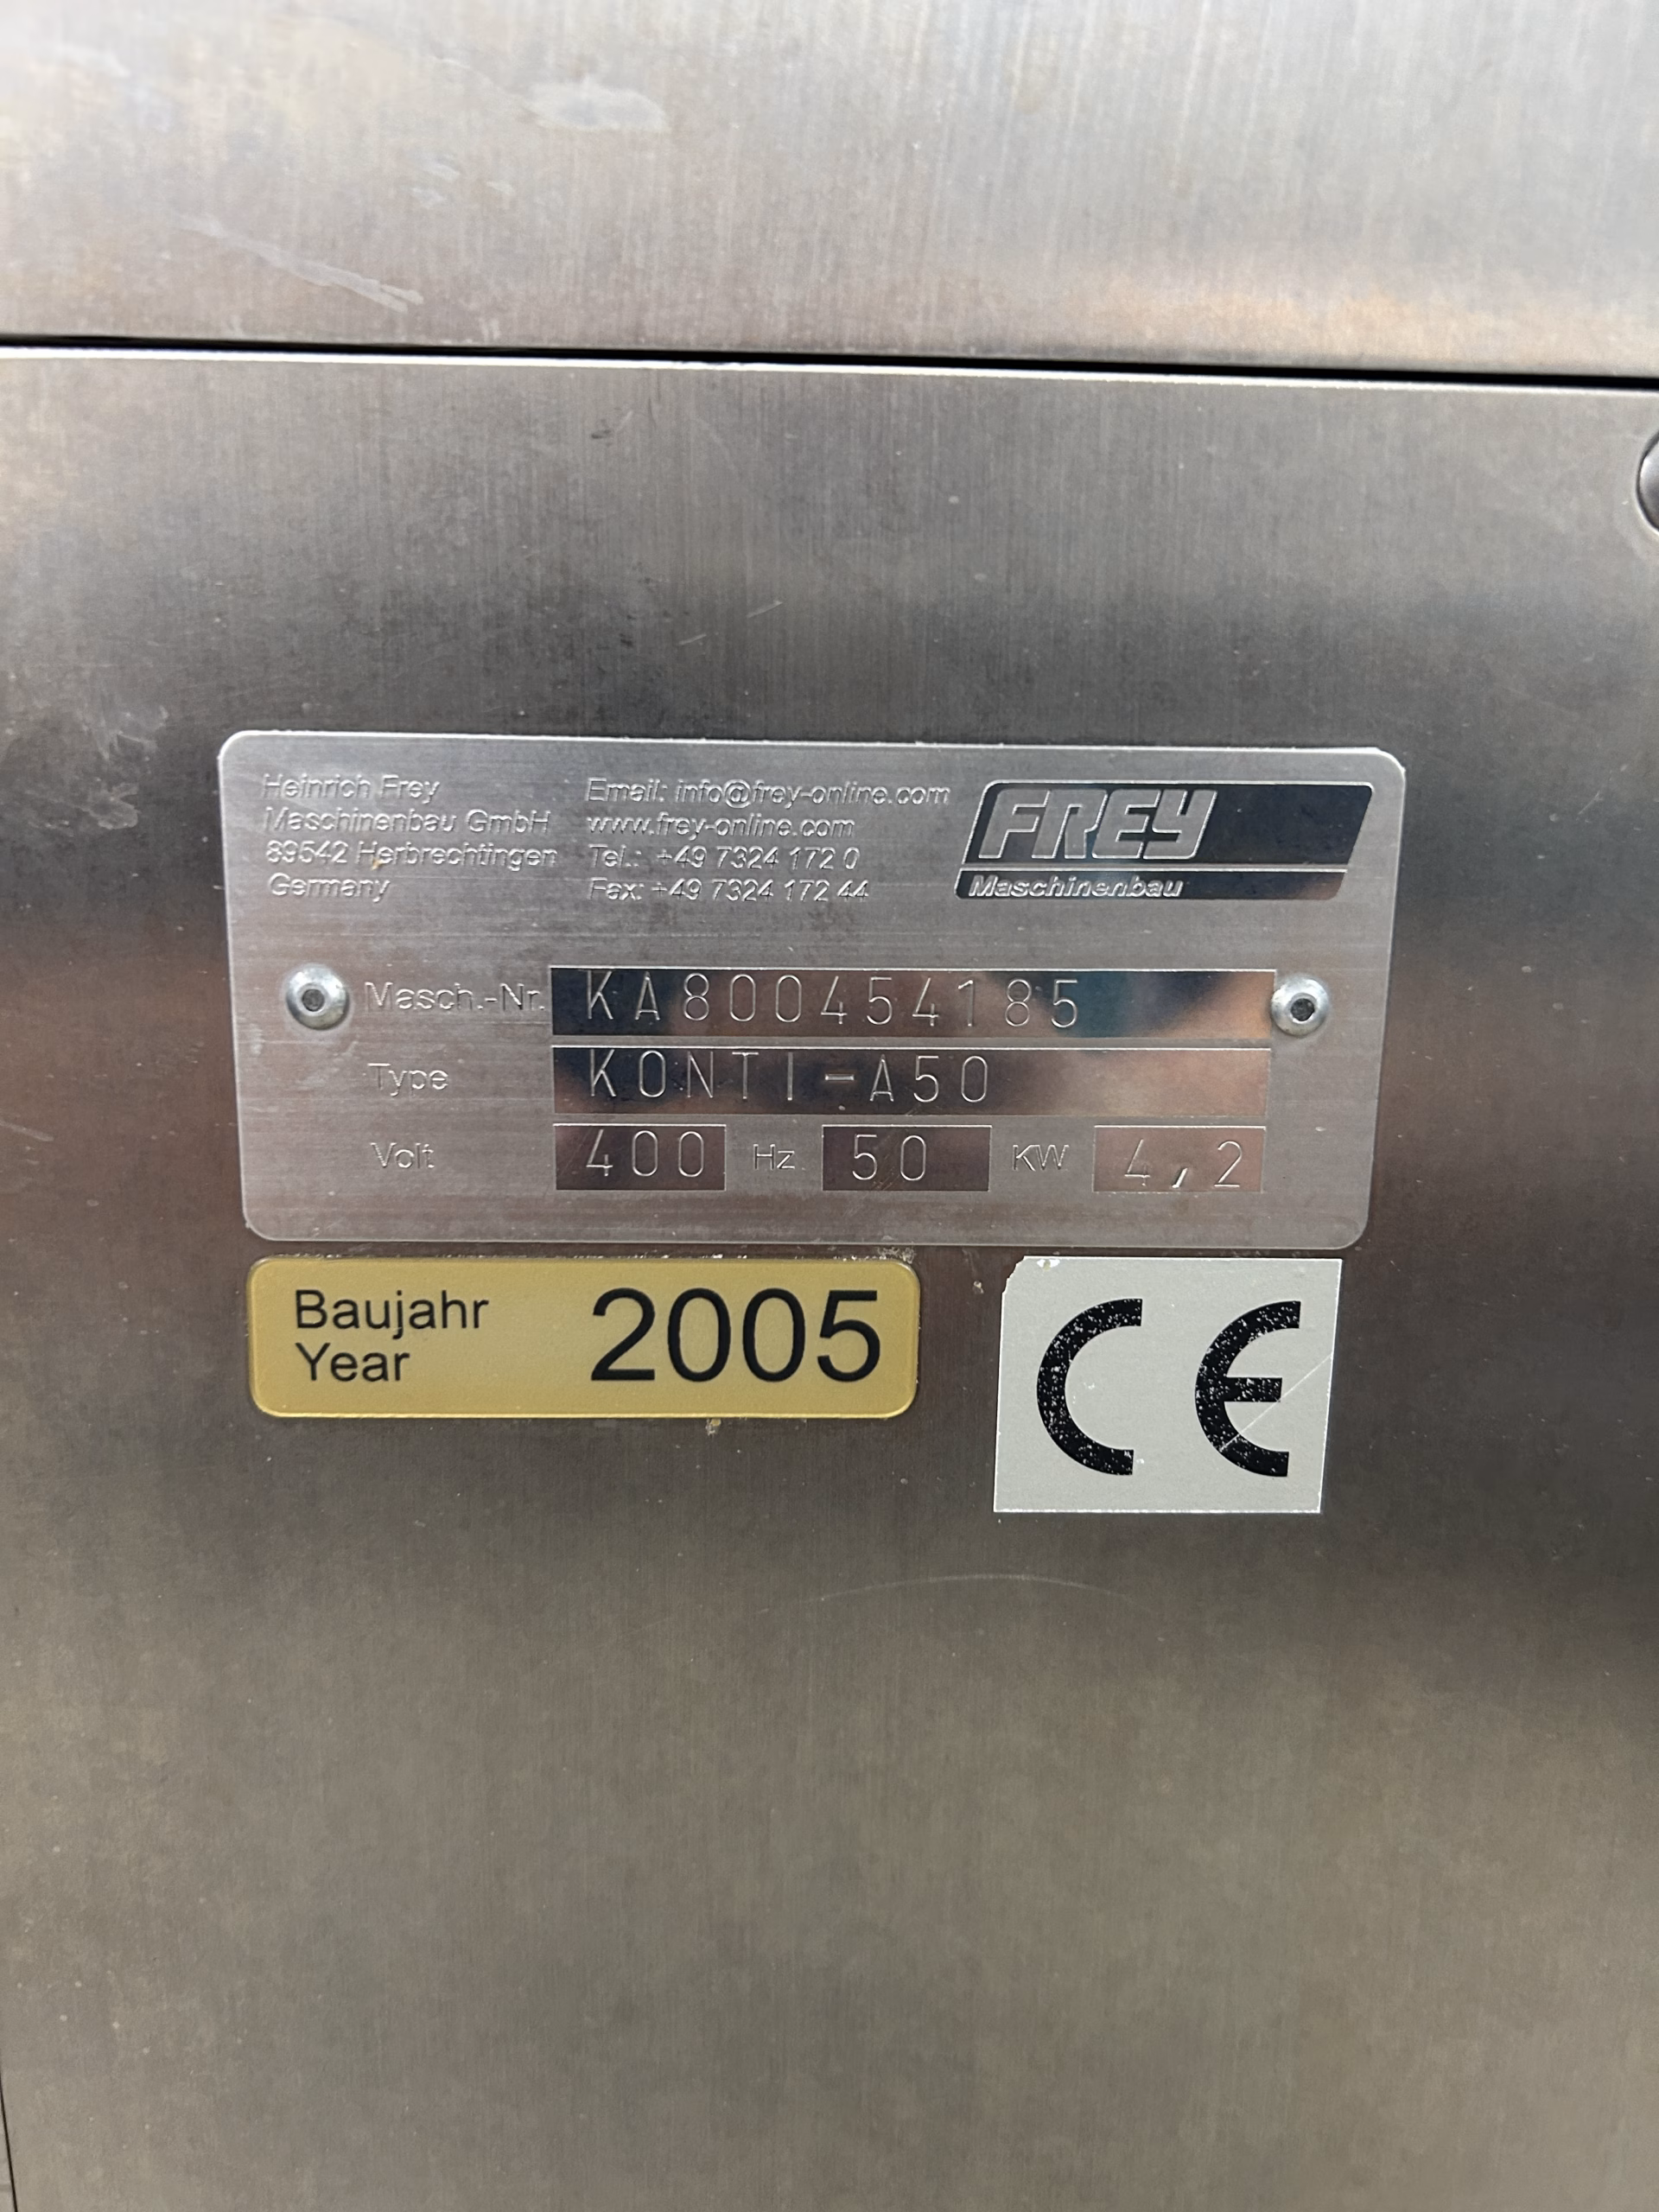 Heinrich Frey
Maschinenbau GmbH
89542 Herbrechtingen
Germany
Email: info@frey-online.com
www.frey-online.com
Tel.: +49 7324 172 0
Fax: +49 7324 172 44
FREY
Maschinenbau
Masch.-Nr. KA800454185
Type KONTI-A50
Volt 400 Hz 50 KW 4,2
Baujahr
Year
2005
CE